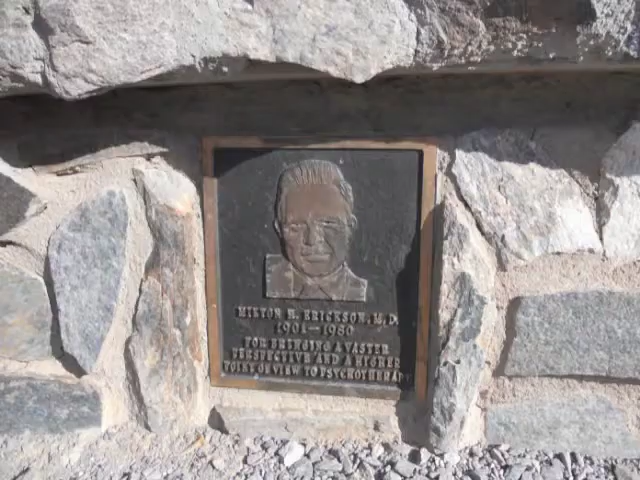 MILTON H. ERICKSON, M.D.
1901—1980
FOR BRINGING A VASTER
PERSPECTIVE AND A HIGHER
POINT OF VIEW TO PSYCHOTHERAPY